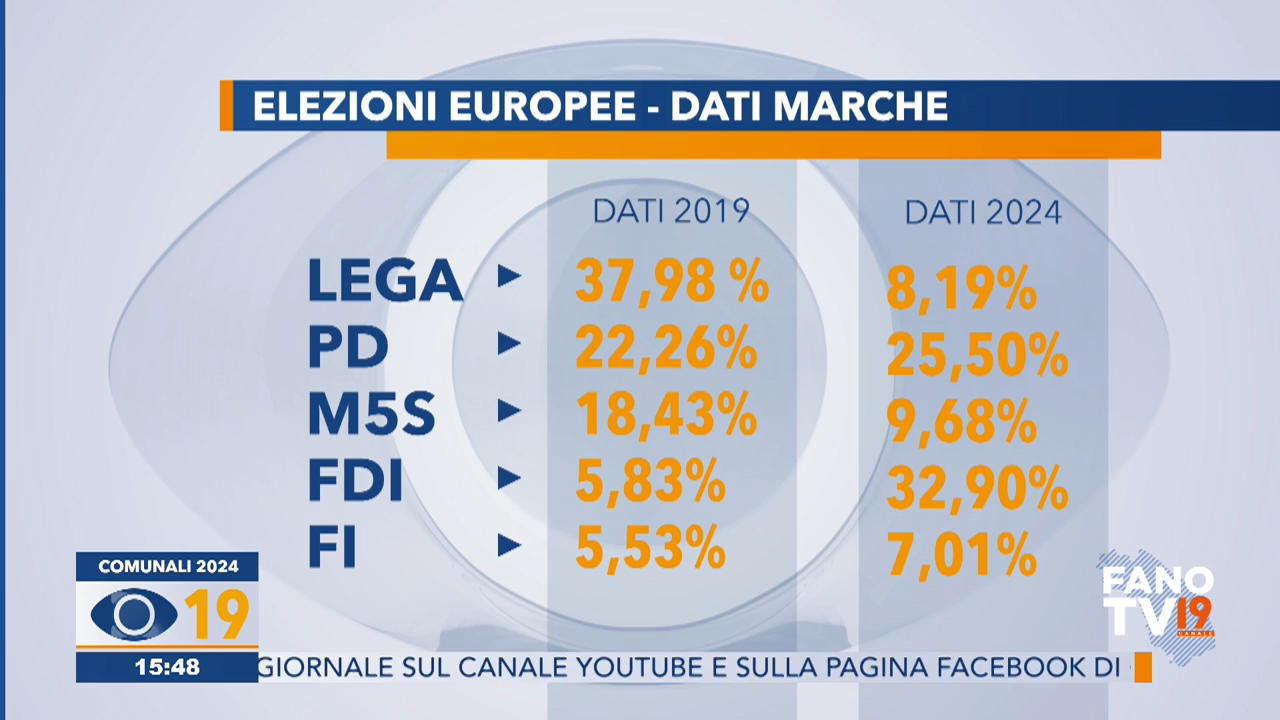 ELEZIONI EUROPEE - DATI MARCHE
DATI 2019 DATI 2024
LEGA 37,98 % 8,19%
PD 22,26% 25,50%
M5S 18,43% 9,68%
FDI 5,83% 32,90%
FI 5,53% 7,01%
COMUNALI 2024
19
FANO
TV19
CANALE
15:48
GIORNALE SUL CANALE YOUTUBE E SULLA PAGINA FACEBOOK DI